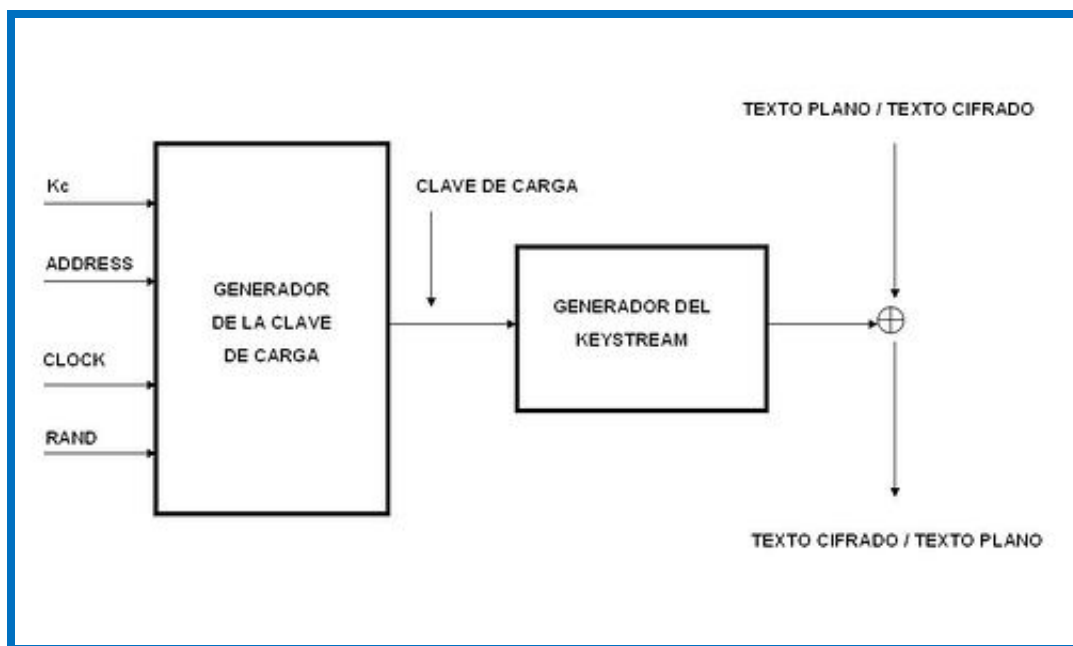 TEXTO PLANO / TEXTO CIFRADO
Kc
CLAVE DE CARGA
ADDRESS
GENERADOR
DE LA CLAVE
DE CARGA
GENERADOR DEL
KEYSTREAM
CLOCK
RAND
TEXTO CIFRADO / TEXTO PLANO